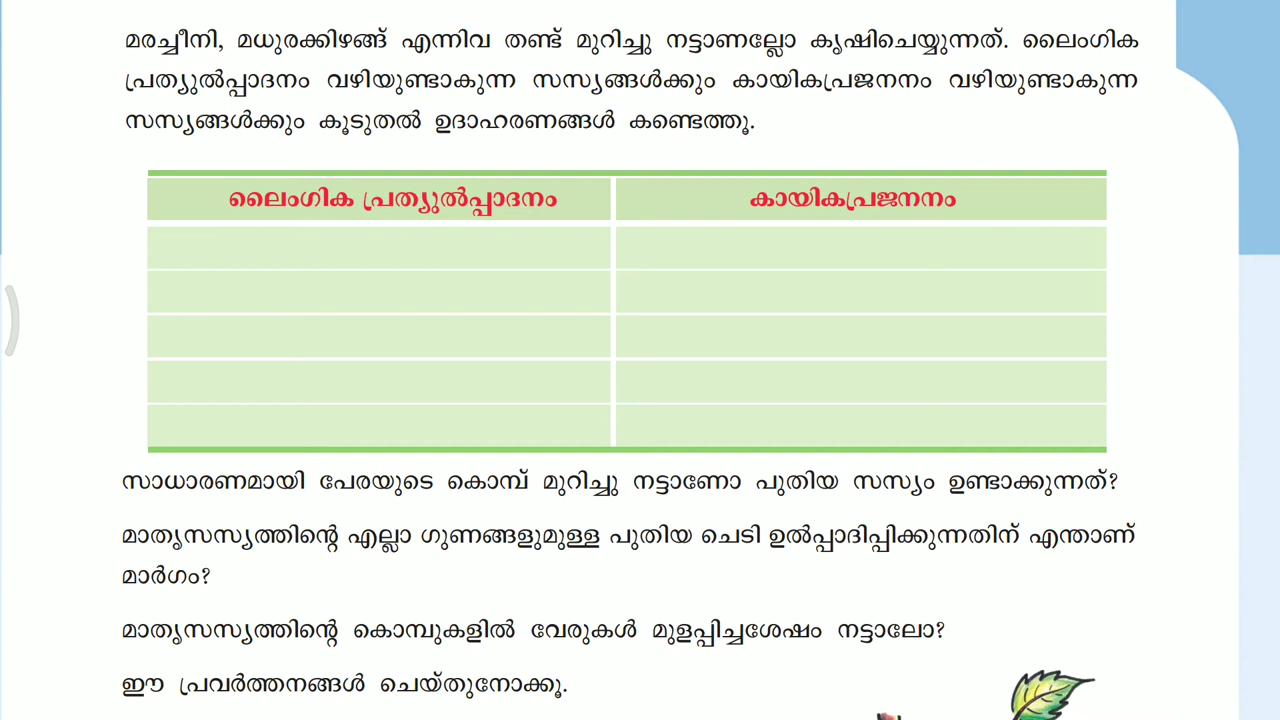 മരച്ചീനി, മധുരക്കിഴങ്ങ് എന്നിവ തണ്ട് മുറിച്ചു നട്ടാണല്ലോ കൃഷിചെയ്യുന്നത്. ലൈംഗിക
പ്രത്യുൽപ്പാദനം വഴിയുണ്ടാകുന്ന സസ്യങ്ങൾക്കും കായികപ്രജനനം വഴിയുണ്ടാകുന്ന
സസ്യങ്ങൾക്കും കൂടുതൽ ഉദാഹരണങ്ങൾ കണ്ടെത്തൂ.
ലൈംഗിക പ്രത്യുൽപ്പാദനം
കായികപ്രജനനം
സാധാരണമായി പേരയുടെ കൊമ്പ് മുറിച്ചു നട്ടാണോ പുതിയ സസ്യം ഉണ്ടാക്കുന്നത്?
മാതൃസസ്യത്തിന്റെ എല്ലാ ഗുണങ്ങളുമുള്ള പുതിയ ചെടി ഉൽപ്പാദിപ്പിക്കുന്നതിന് എന്താണ്
മാർഗം?
മാതൃസസ്യത്തിന്റെ കൊമ്പുകളിൽ വേരുകൾ മുളപ്പിച്ചശേഷം നട്ടാലോ?
ഈ പ്രവർത്തനങ്ങൾ ചെയ്തുനോക്കൂ.